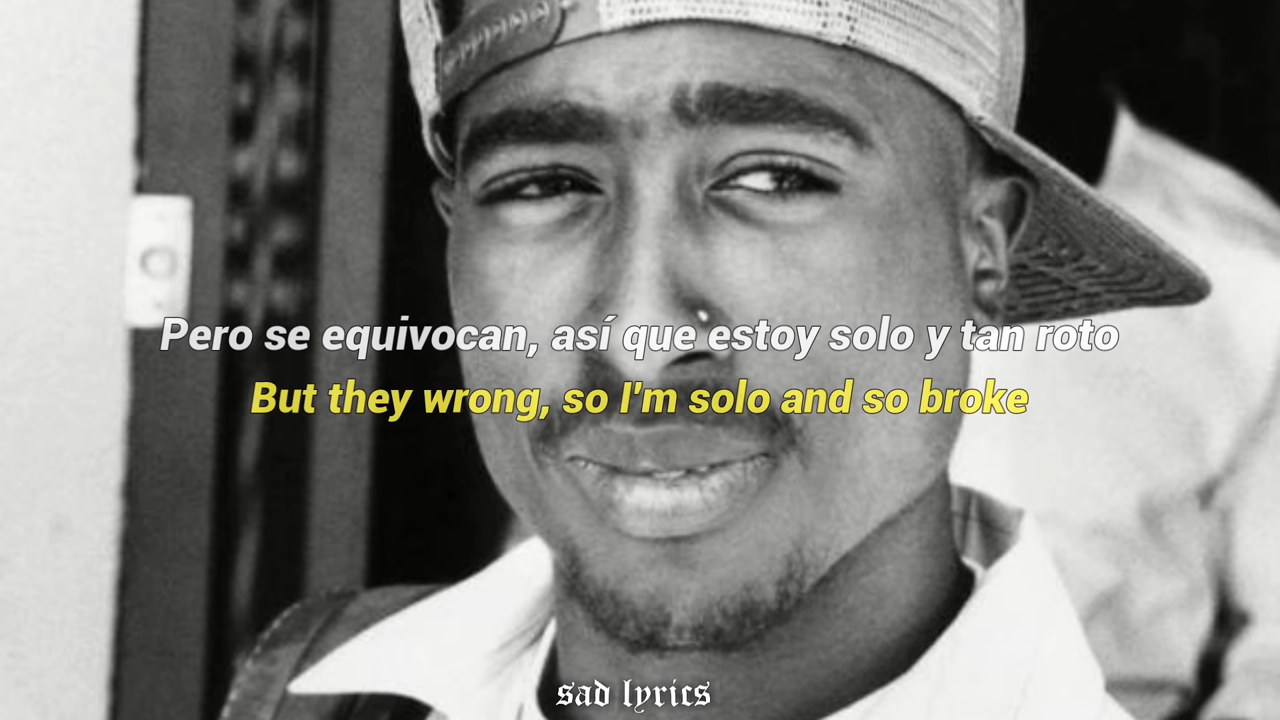 Pero se equivocan, así que estoy solo y tan roto
But they wrong, so I'm solo and so broke
sad lyrics